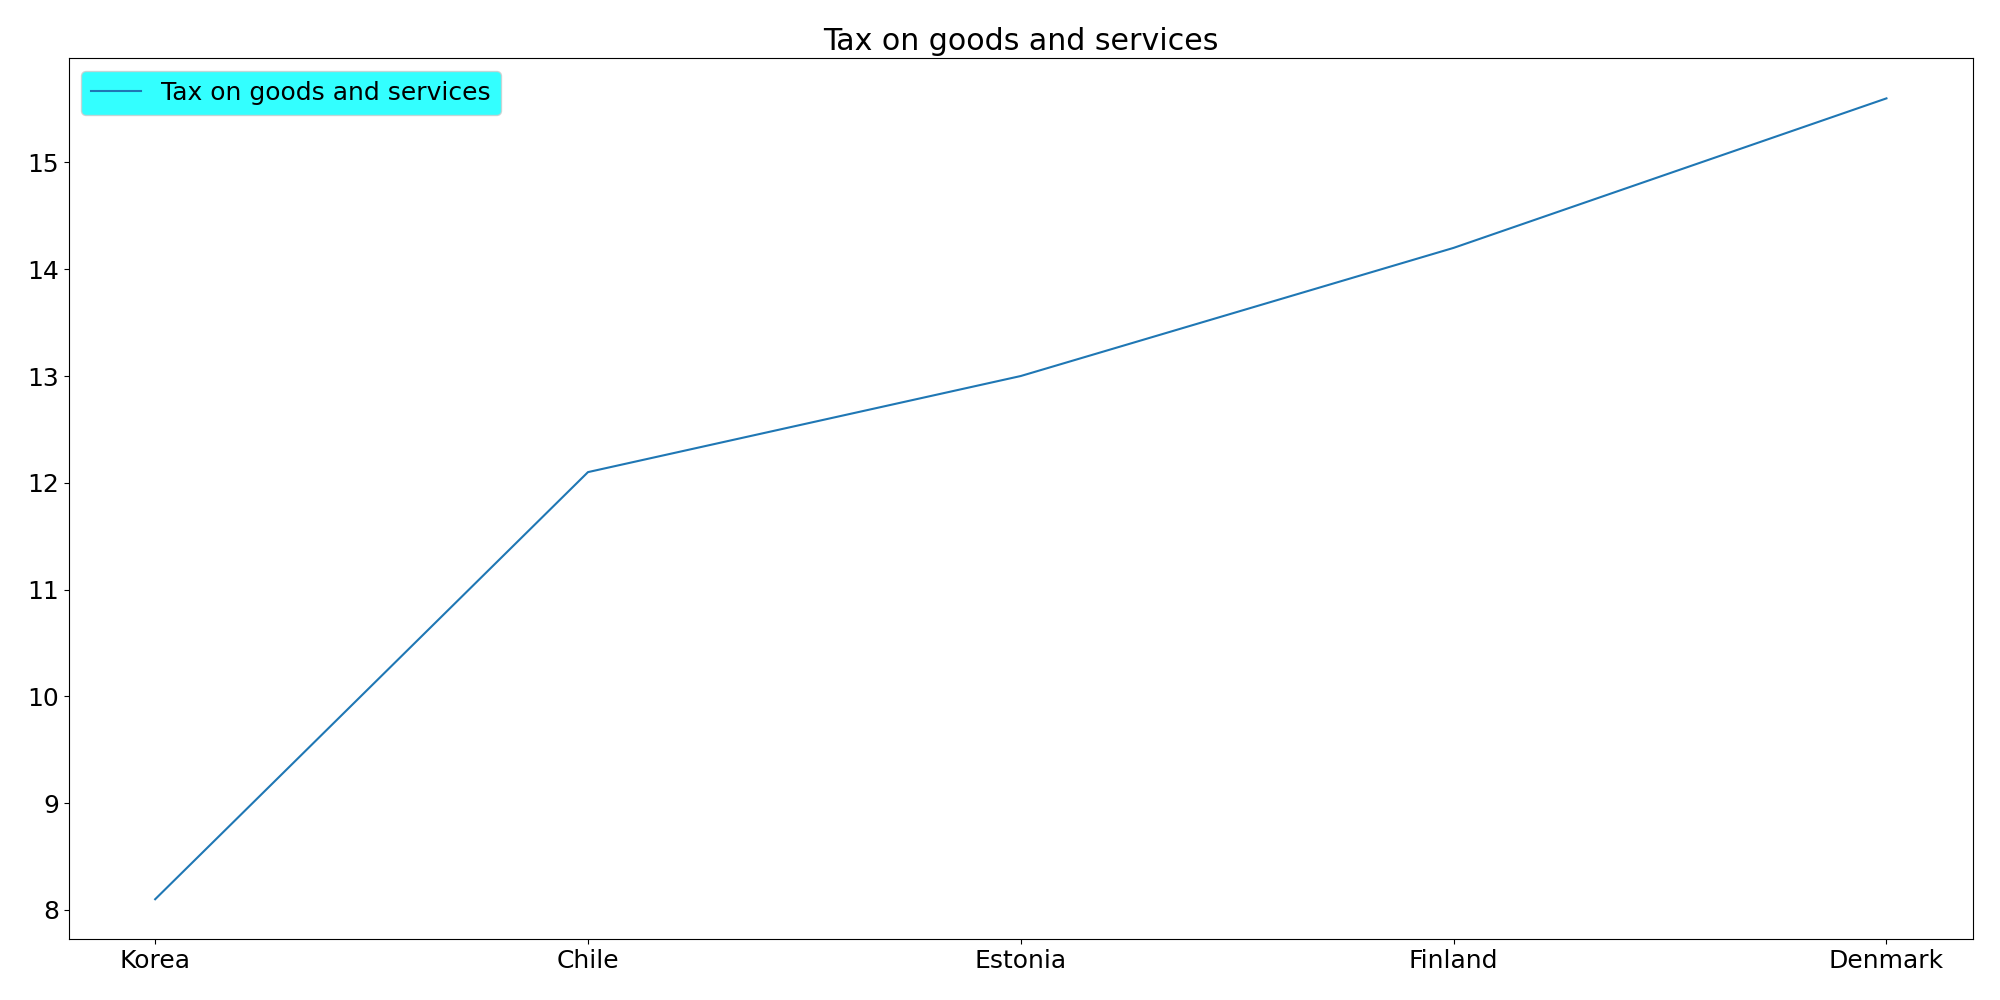 Tax on goods and services
Tax on goods and services
15
14
13
12
11
10
9
8
Korea Chile Estonia Finland Denmark